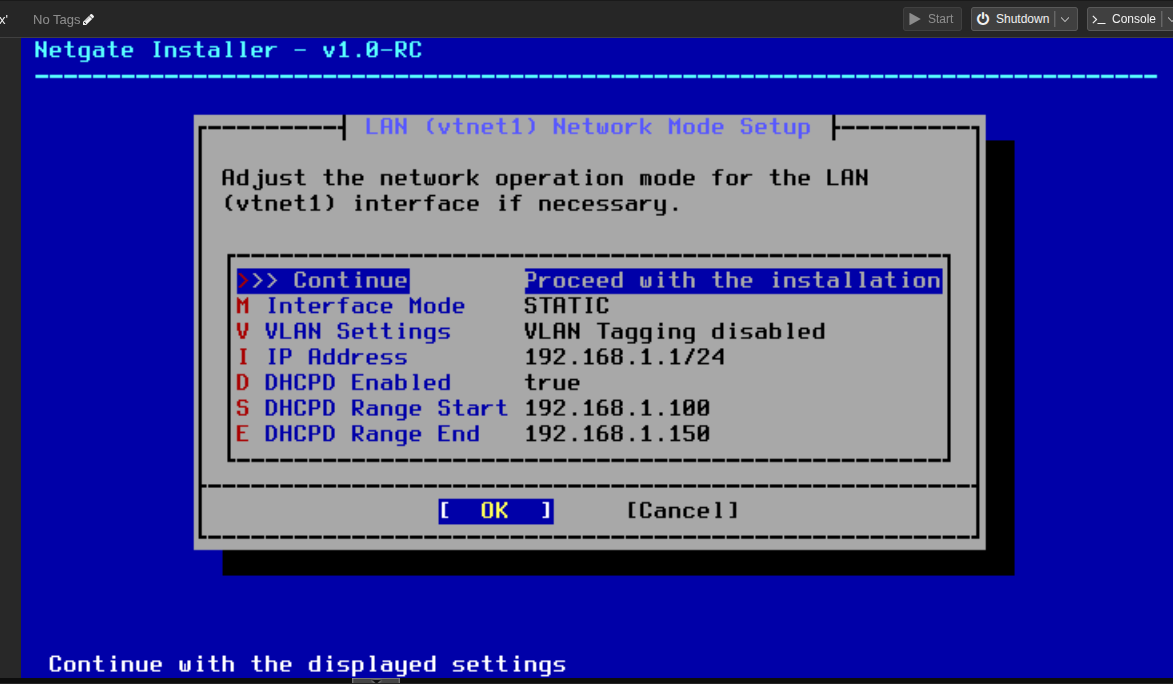 x'
No Tags
Start
Shutdown
>_ Console
Netgate Installer - v1.0-RC
LAN (vtnet1) Network Mode Setup
Adjust the network operation mode for the LAN
(vtnet1) interface if necessary.
>>> Continue Proceed with the installation
M Interface Mode STATIC
V VLAN Settings VLAN Tagging disabled
I IP Address 192.168.1.1/24
D DHCPD Enabled true
S DHCPD Range Start 192.168.1.100
E DHCPD Range End 192.168.1.150
[ OK ] [Cancel]
Continue with the displayed settings